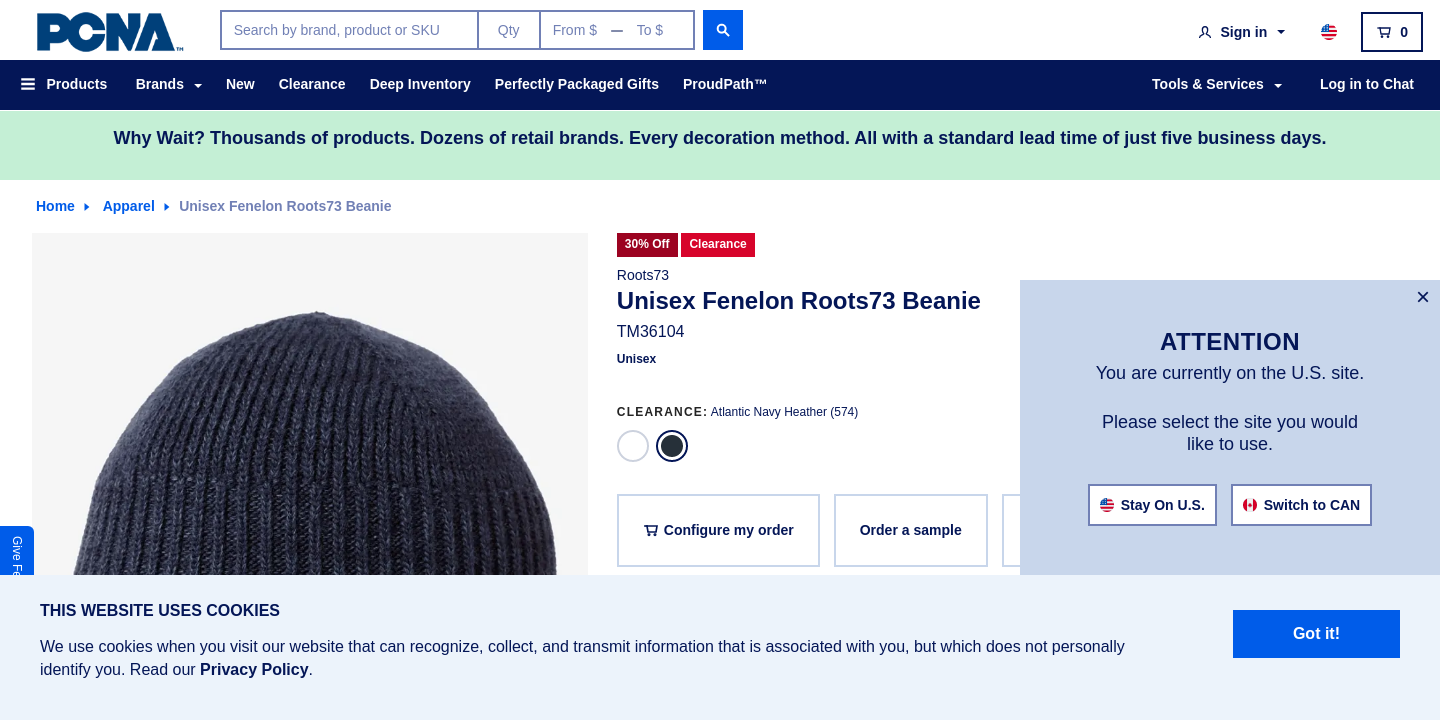 PCNA™
Search by brand, product or SKU
Qty
From $ — To $
Sign in
0
Products
Brands
New
Clearance
Deep Inventory
Perfectly Packaged Gifts
ProudPath™
Tools & Services
Log in to Chat
Why Wait? Thousands of products. Dozens of retail brands. Every decoration method. All with a standard lead time of just five business days.
Home
Apparel
Unisex Fenelon Roots73 Beanie
30% Off
Clearance
Roots73
Unisex Fenelon Roots73 Beanie
TM36104
Unisex
CLEARANCE: Atlantic Navy Heather (574)
Configure my order
Order a sample
×
ATTENTION
You are currently on the U.S. site.
Please select the site you would
like to use.
Stay On U.S.
Switch to CAN
Give
THIS WEBSITE USES COOKIES
We use cookies when you visit our website that can recognize, collect, and transmit information that is associated with you, but which does not personally
identify you. Read our Privacy Policy.
Got it!